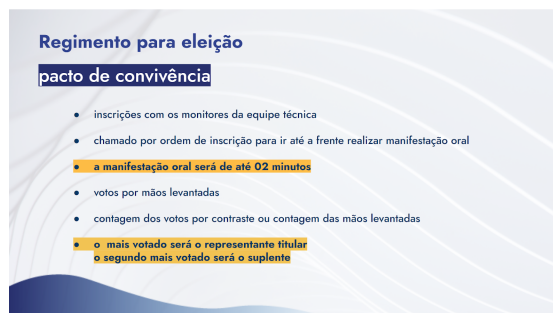 Regimento para eleição
pacto de convivência
● inscrições com os monitores da equipe técnica
● chamado por ordem de inscrição para ir até a frente realizar manifestação oral
● a manifestação oral será de até 02 minutos
● votos por mãos levantadas
● contagem dos votos por contraste ou contagem das mãos levantadas
● o mais votado será o representante titular
o segundo mais votado será o suplente